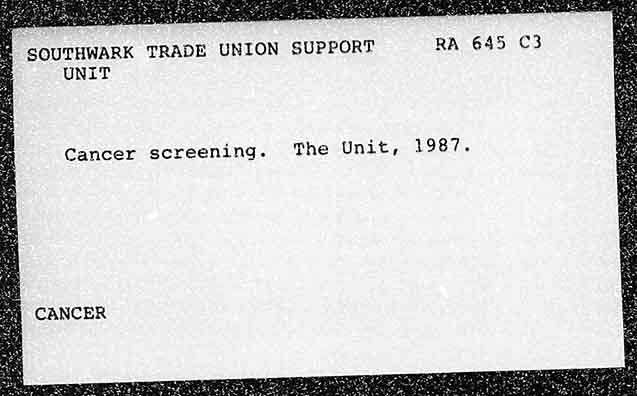 SOUTHWARK TRADE UNION SUPPORT RA 645 C3
UNIT
Cancer screening. The Unit, 1987.
CANCER